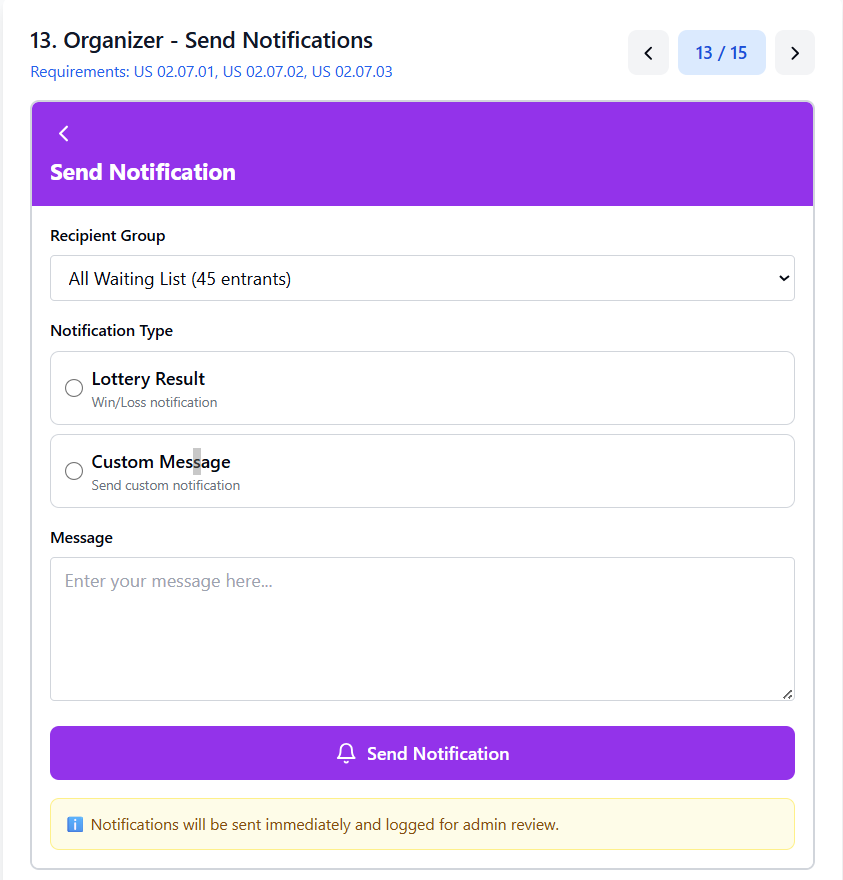 13. Organizer - Send Notifications
Requirements: US 02.07.01, US 02.07.02, US 02.07.03
13 / 15
Send Notification
Recipient Group
All Waiting List (45 entrants)
Notification Type
Lottery Result
Win/Loss notification
Custom Message
Send custom notification
Message
Enter your message here...
Send Notification
Notifications will be sent immediately and logged for admin review.